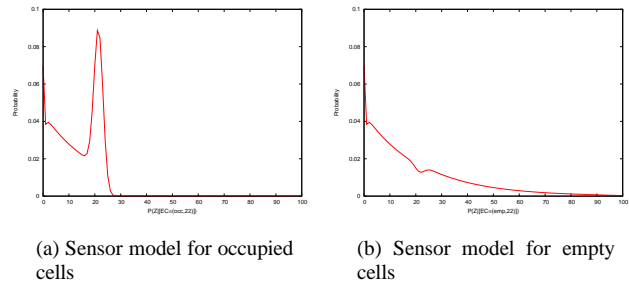 0.1
0.08
0.06
0.04
0.02
0
0 10 20 30 40 50 60 70 80 90 100
Probability
P(Z|[EC=(occ,22)])
0.1
0.08
0.06
0.04
0.02
0
0 10 20 30 40 50 60 70 80 90 100
Probability
P(Z|[EC=(emp,22)])
(a) Sensor model for occupied
cells
(b) Sensor model for empty
cells